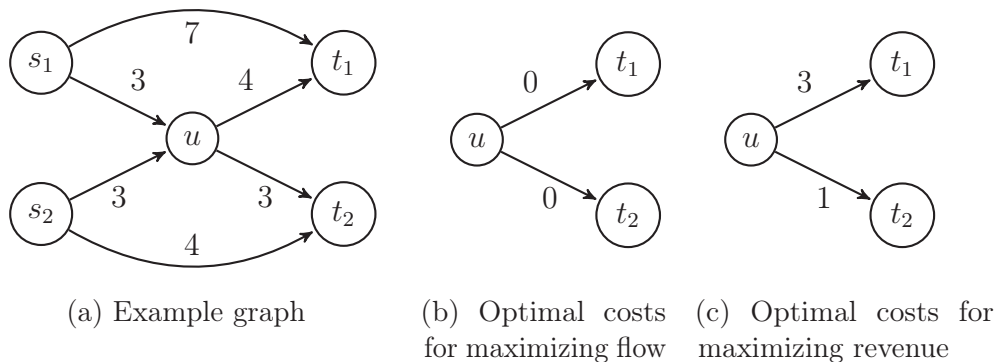 7
s1
t1
3
4
u
3
3
s2
t2
4
(a) Example graph
0
t1
u
0
t2
(b) Optimal costs
for maximizing flow
3
t1
u
1
t2
(c) Optimal costs for
maximizing revenue